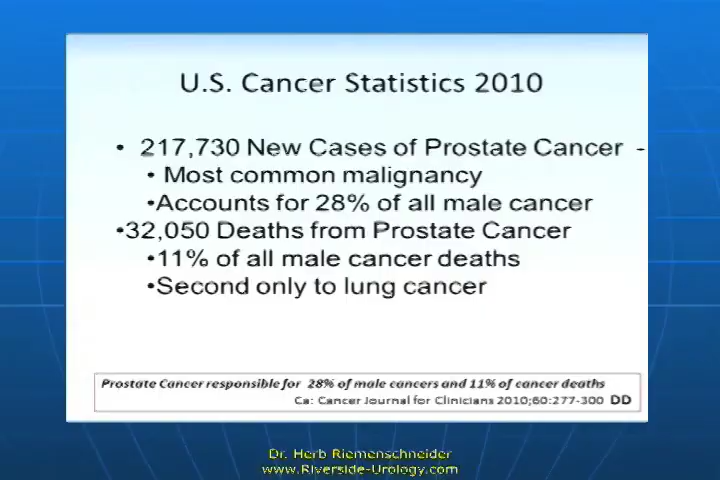 U.S. Cancer Statistics 2010
• 217,730 New Cases of Prostate Cancer -
• Most common malignancy
•Accounts for 28% of all male cancer
•32,050 Deaths from Prostate Cancer
•11% of all male cancer deaths
•Second only to lung cancer
Prostate Cancer responsible for 28% of male cancers and 11% of cancer deaths
Ca: Cancer Journal for Clinicians 2010;60:277-300 DD
Dr. Herb Riemenschneider
www.Riverside-Urology.com